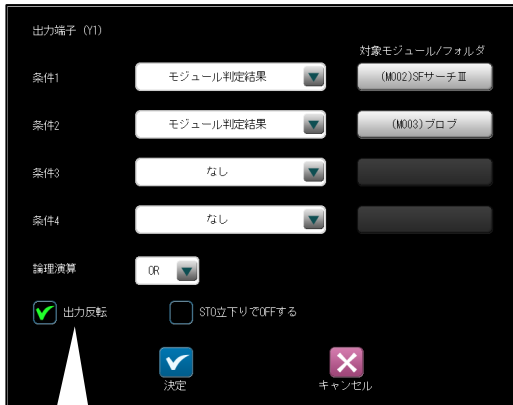 出力端子 (Y1)
対象モジュール/フォルダ
条件1 モジュール判定結果 (M002)SFサーチⅢ
条件2 モジュール判定結果 (M003)ブロブ
条件3 なし
条件4 なし
論理演算 OR
出力反転 STO立下りでOFFする
決定 キャンセル